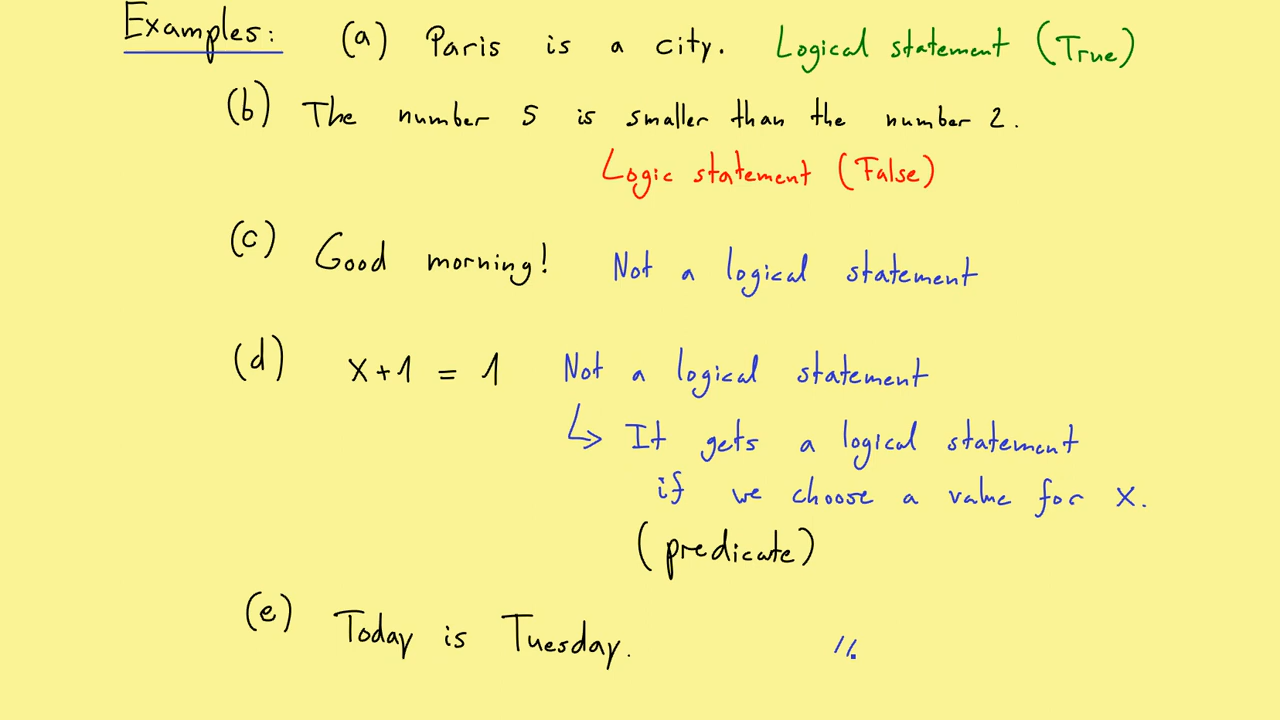 Examples: (a) Paris is a city. Logical statement (True)
(b) The number 5 is smaller than the number 2.
Logic statement (False)
(c) Good morning! Not a logical statement
(d) x+1 = 1 Not a logical statement
↳ It gets a logical statement
if we choose a value for x.
(predicate)
(e) Today is Tuesday.